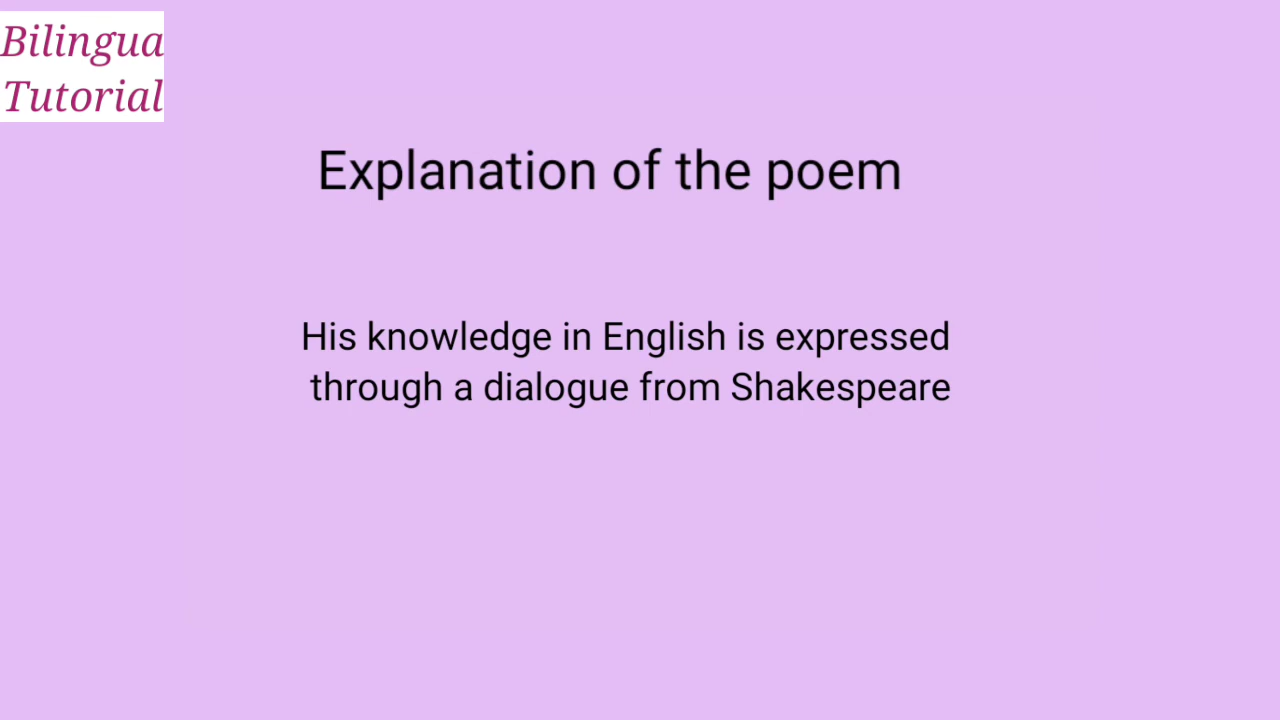 Bilingua
Tutorial
Explanation of the poem
His knowledge in English is expressed
through a dialogue from Shakespeare